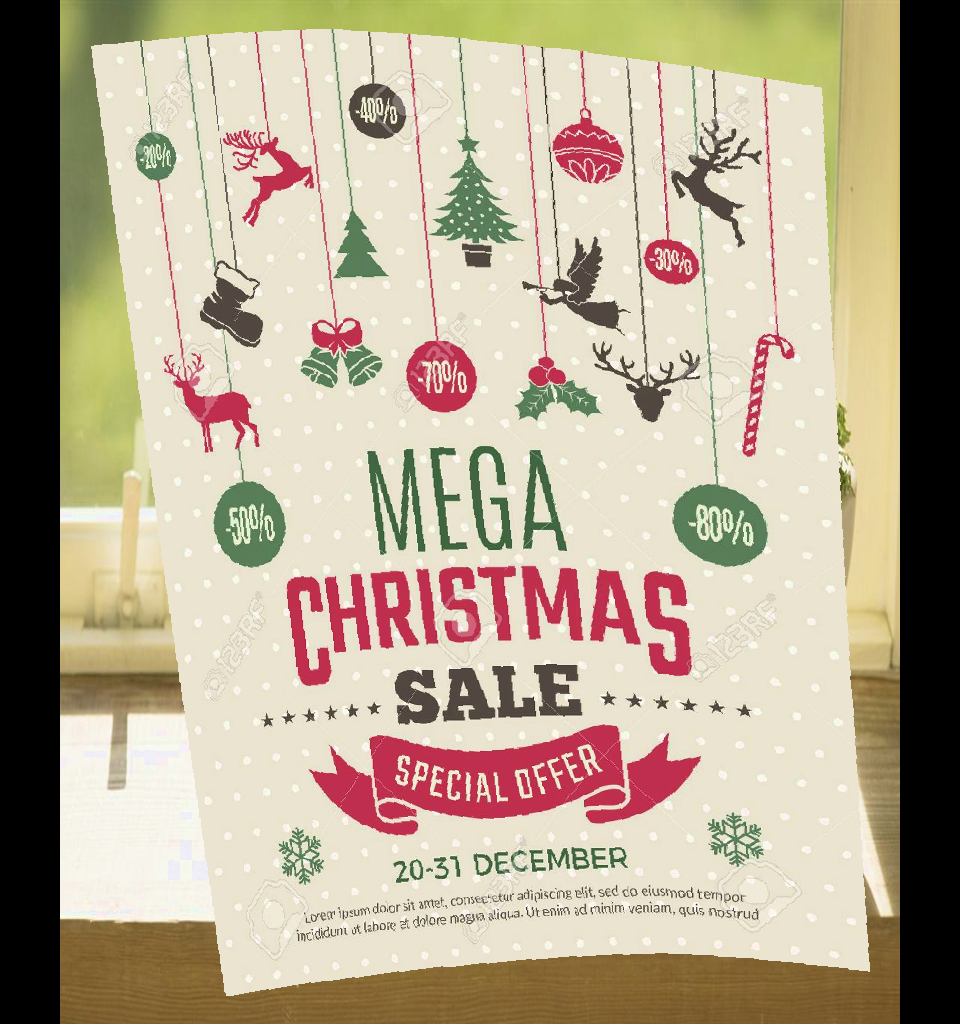 -40%
-20%
-30%
-70%
-50%
-80%
MEGA
CHRISTMAS
SALE
SPECIAL OFFER
20-31 DECEMBER
Lorem ipsum dolor sit amet, consectetur adipiscing elit, sed do eiusmod tempor
incididunt ut labore et dolore magna aliqua. Ut enim ad minim veniam, quis nostrud
123RF